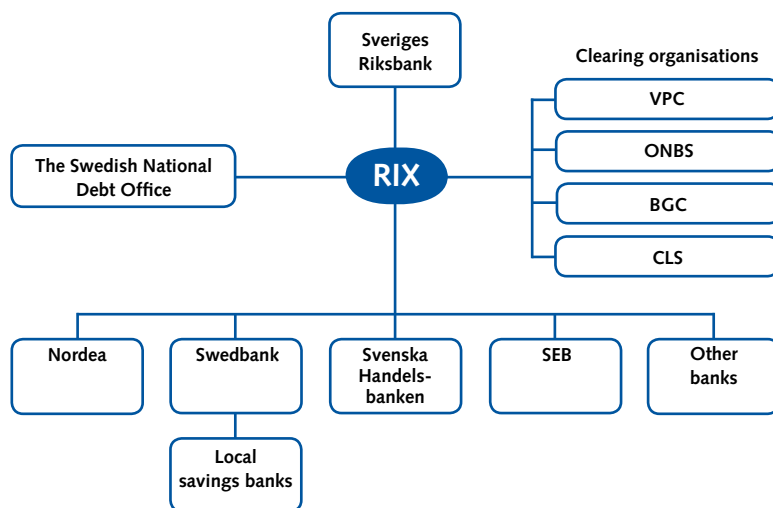 Sveriges
Riksbank
Clearing organisations
VPC
ONBS
BGC
CLS
The Swedish National
Debt Office
RIX
Nordea
Swedbank
Svenska
Handels-
banken
SEB
Other
banks
Local
savings banks